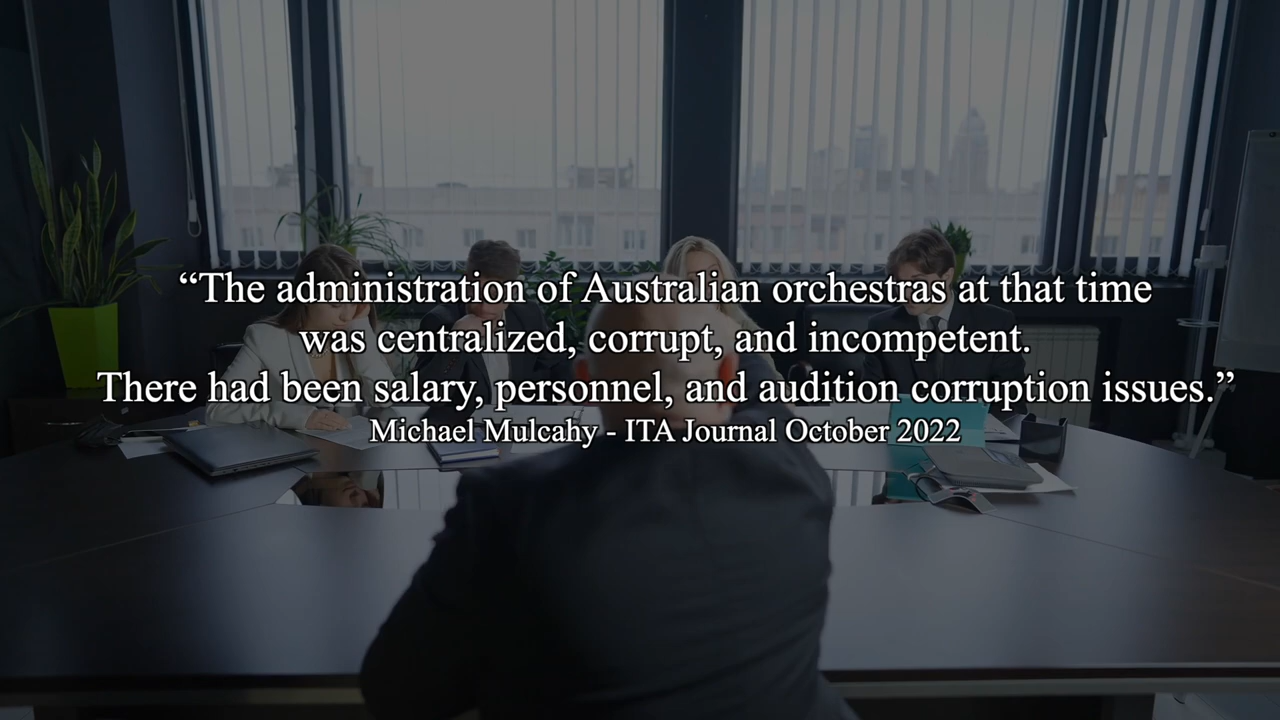 “The administration of Australian orchestras at that time
was centralized, corrupt, and incompetent.
There had been salary, personnel, and audition corruption issues.”
Michael Mulcahy - ITA Journal October 2022